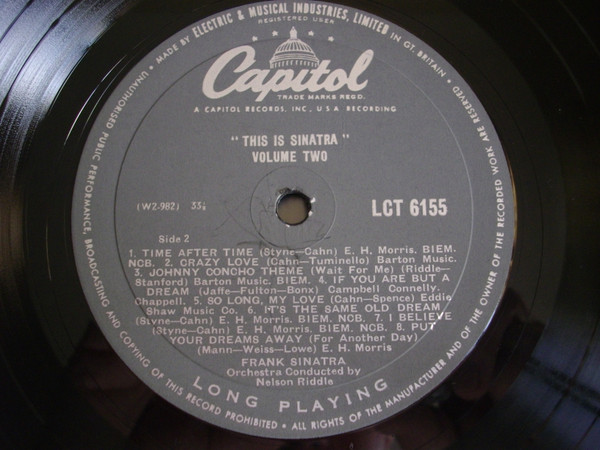 UNAUTHORISED PUBLIC PERFORMANCE, BROADCASTING AND COPYING OF THIS RECORD PROHIBITED • ALL RIGHTS OF THE MANUFACTURER AND OF THE OWNER OF THE RECORDED WORK ARE RESERVED •
MADE BY ELECTRIC & MUSICAL INDUSTRIES, LIMITED IN GT. BRITAIN •
REGISTERED USER
Capitol
TRADE MARKS REGD.
A CAPITOL RECORDS, INC., U.S.A. RECORDING
"THIS IS SINATRA"
VOLUME TWO
(W2-982) 33⅓
LCT 6155
Side 2
1. TIME AFTER TIME (Styne—Cahn) E. H. Morris. BIEM.
NCB. 2. CRAZY LOVE (Cahn—Tuminello) Barton Music.
3. JOHNNY CONCHO THEME (Wait For Me) (Riddle—
Stanford) Barton Music. BIEM. 4. IF YOU ARE BUT A
DREAM (Jaffe—Fulton—Bonx) Campbell Connelly.
Chappell. 5. SO LONG, MY LOVE (Cahn—Spence) Eddie
Shaw Music Co. 6. IT'S THE SAME OLD DREAM
(Styne—Cahn) E. H. Morris. BIEM. NCB. 7. I BELIEVE
(Styne—Cahn) E. H. Morris. BIEM. NCB. 8. PUT
YOUR DREAMS AWAY (For Another Day)
(Mann—Weiss—Lowe) E. H. Morris
FRANK SINATRA
Orchestra Conducted by
Nelson Riddle
LONG PLAYING